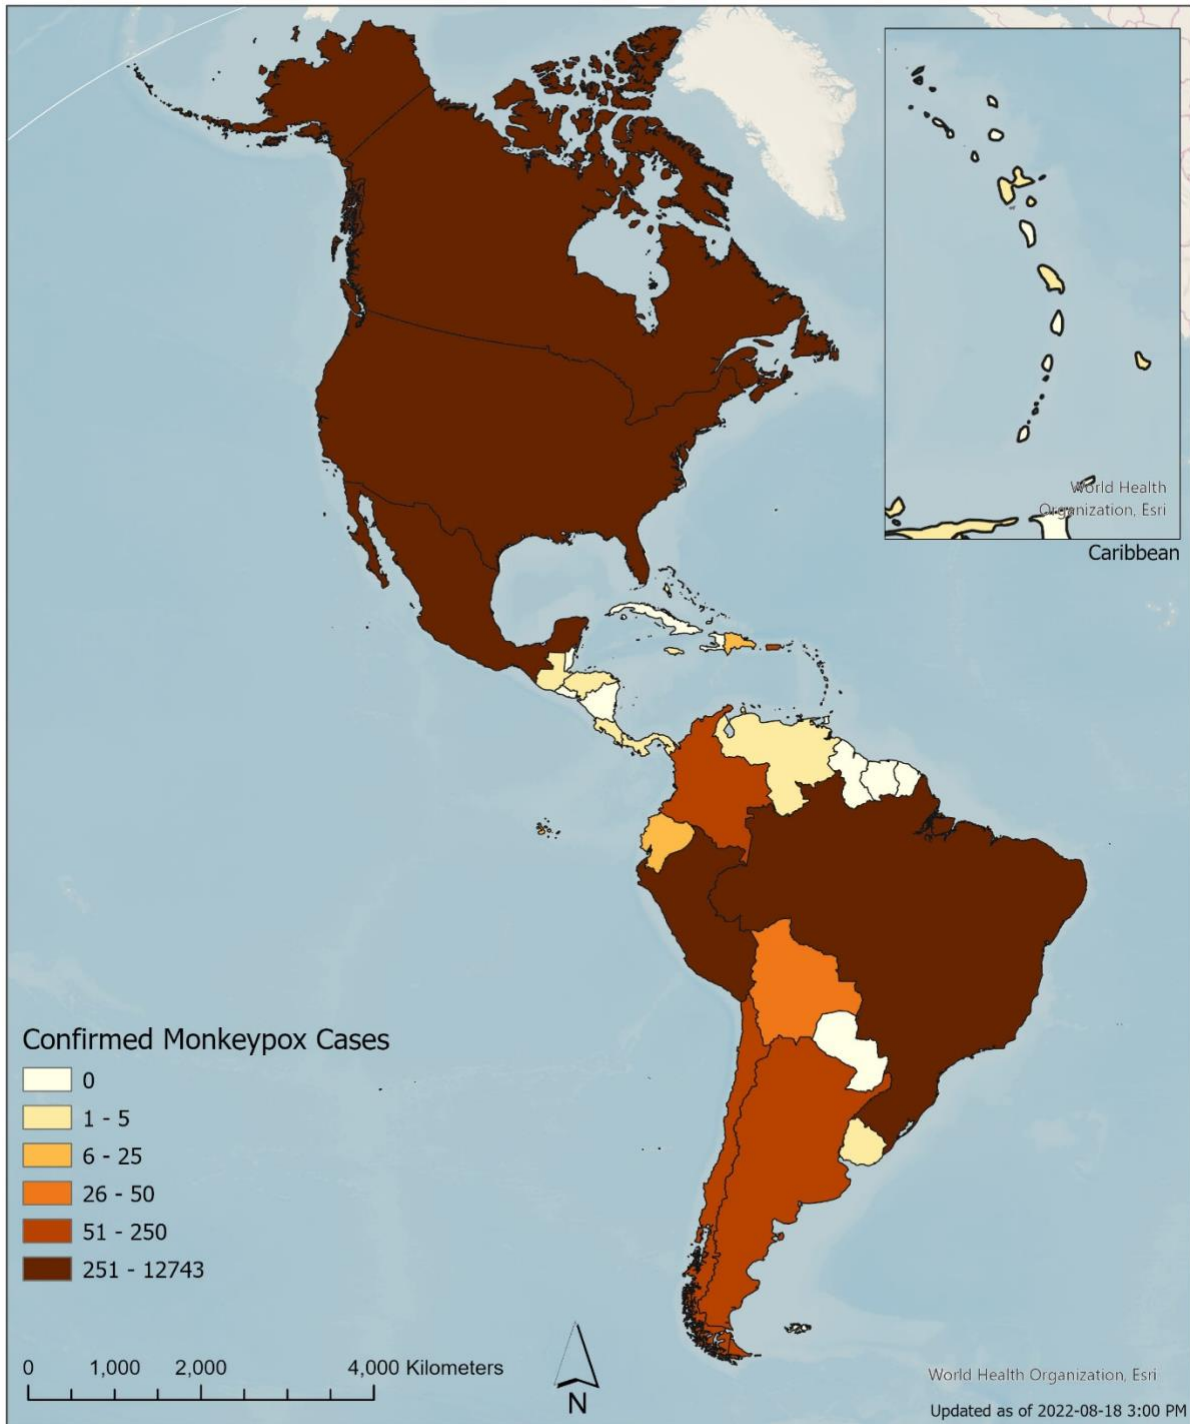 World Health
Organization, Esri
Caribbean
Confirmed Monkeypox Cases
0
1 - 5
6 - 25
26 - 50
51 - 250
251 - 12743
0 1,000 2,000 4,000 Kilometers
N
World Health Organization, Esri
Updated as of 2022-08-18 3:00 PM